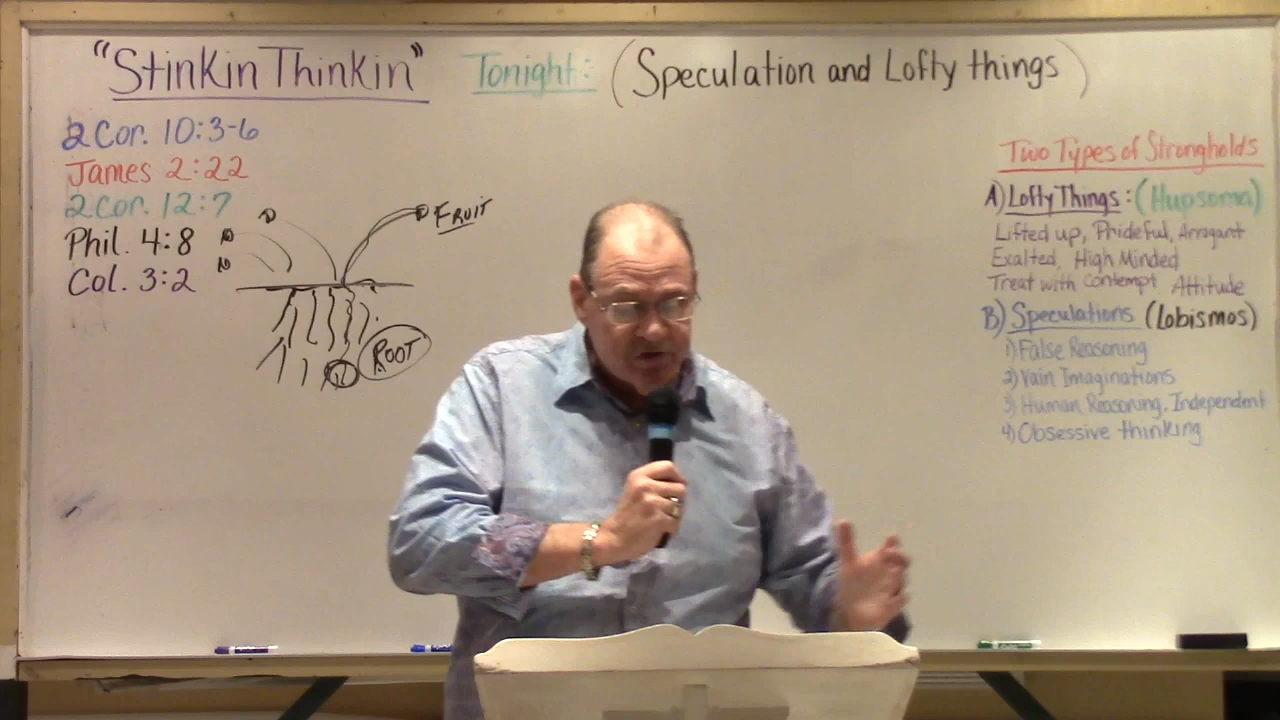 "Stinkin Thinkin" Tonight: (Speculation and Lofty things)
2 Cor. 10:3-6
James 2:22
2 Cor. 12:7
Phil. 4:8
Col. 3:2
FRUIT
ROOT
Two Types of Strongholds
A) Lofty Things: (Hupsoma)
Lifted up, Prideful, Arrogant
Exalted, High Minded
Treat with Contempt Attitude
B) Speculations (Lobismos)
1) False Reasoning
2) Vain Imaginations
3) Human Reasoning, Independent
4) Obsessive thinking